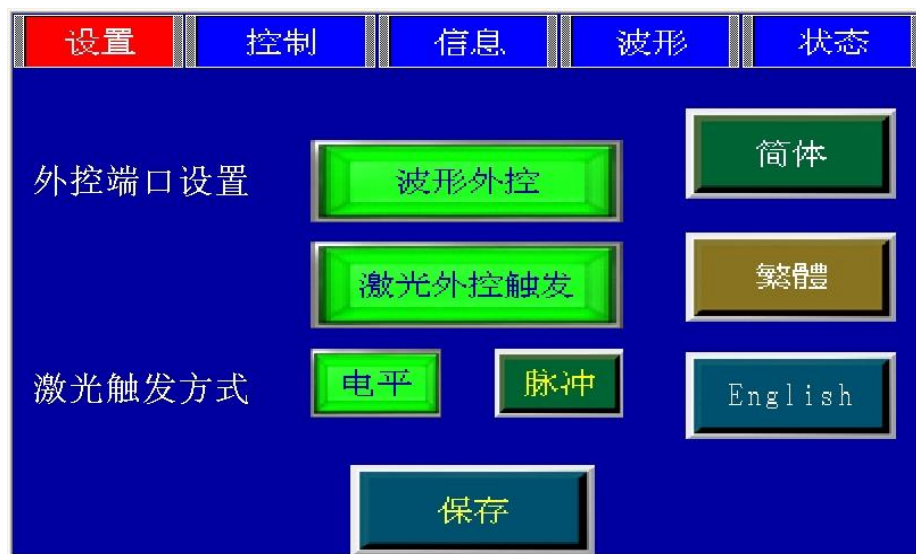 设置 控制 信息 波形 状态
外控端口设置 波形外控 简体
激光外控触发 繁體
激光触发方式 电平 脉冲 English
保存